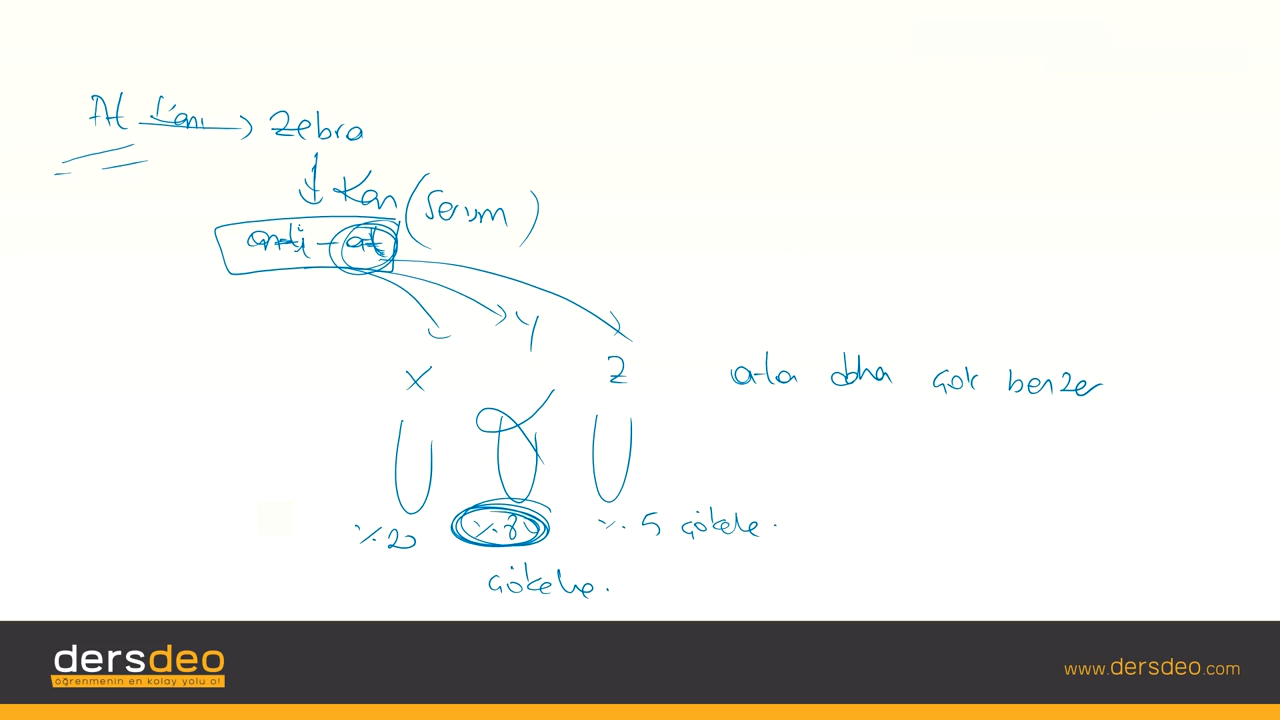 At kanı → Zebra
↓ Kan (Serum)
anti - at
X Y Z
ata daha çok benzer
%20 %80 %5 çökelme.
çökelme.
dersdeo
öğrenmenin en kolay yolu o!
www.dersdeo.com